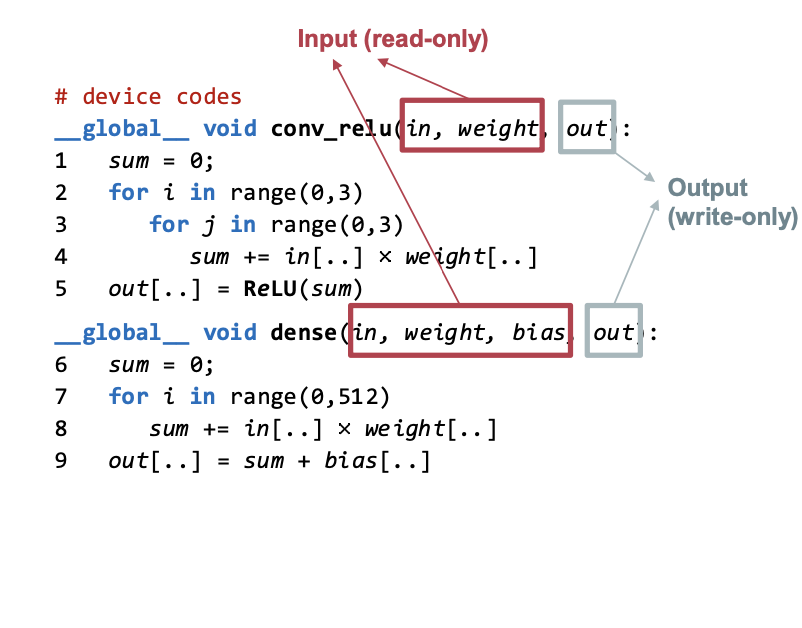 Input (read-only)
# device codes
__global__ void conv_relu(in, weight, out):
1 sum = 0;
2 for i in range(0,3)
3 for j in range(0,3)
4 sum += in[..] × weight[..]
5 out[..] = ReLU(sum)
Output
(write-only)
__global__ void dense(in, weight, bias, out):
6 sum = 0;
7 for i in range(0,512)
8 sum += in[..] × weight[..]
9 out[..] = sum + bias[..]